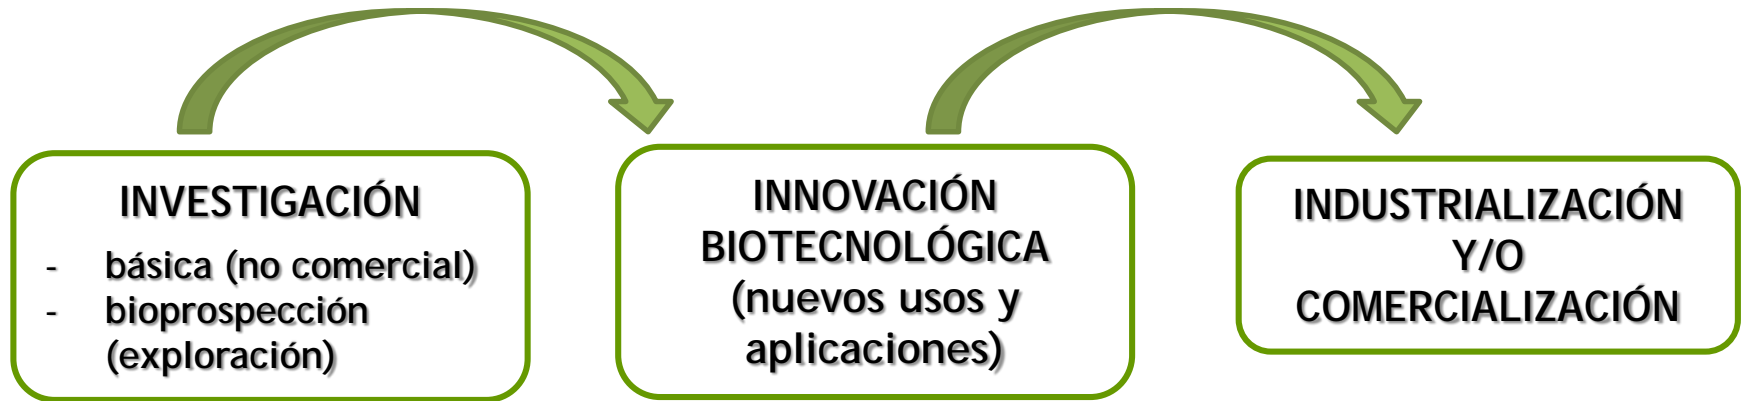 INVESTIGACIÓN
- básica (no comercial)
- bioprospección
(exploración)
INNOVACIÓN
BIOTECNOLÓGICA
(nuevos usos y
aplicaciones)
INDUSTRIALIZACIÓN
Y/O
COMERCIALIZACIÓN